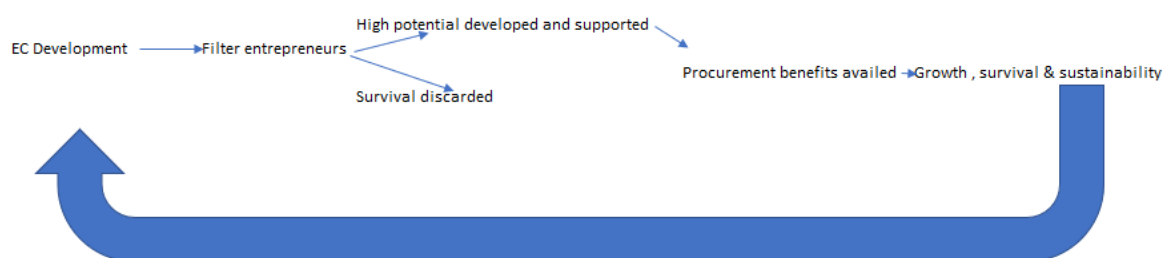 High potential developed and supported
EC Development
Filter entrepreneurs
Procurement benefits availed
Growth , survival & sustainability
Survival discarded